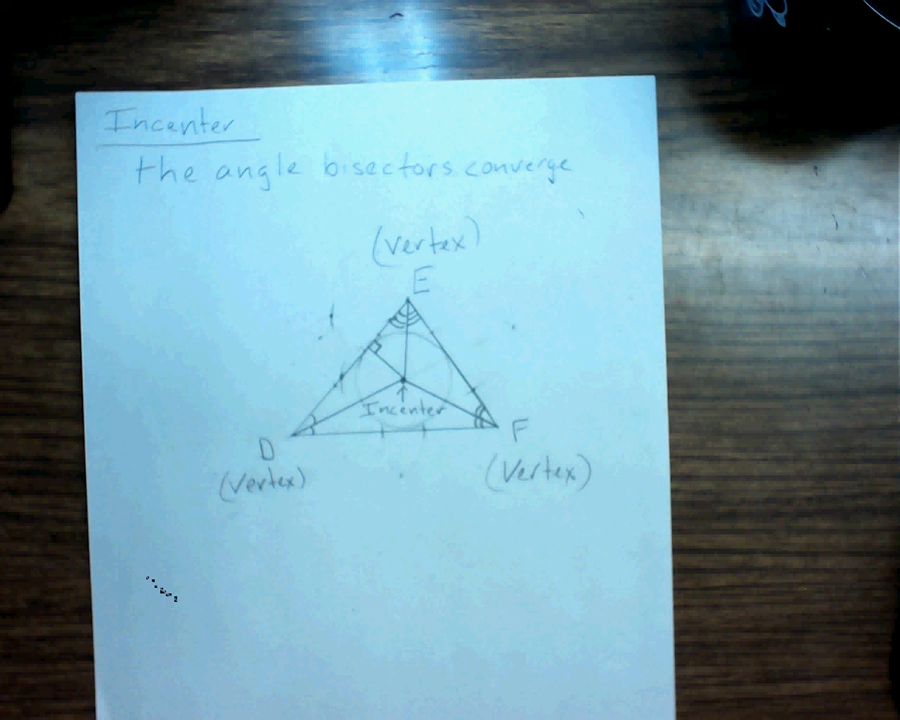 Incenter
the angle bisectors converge
(vertex)
E
Incenter
D
F
(vertex)
(vertex)